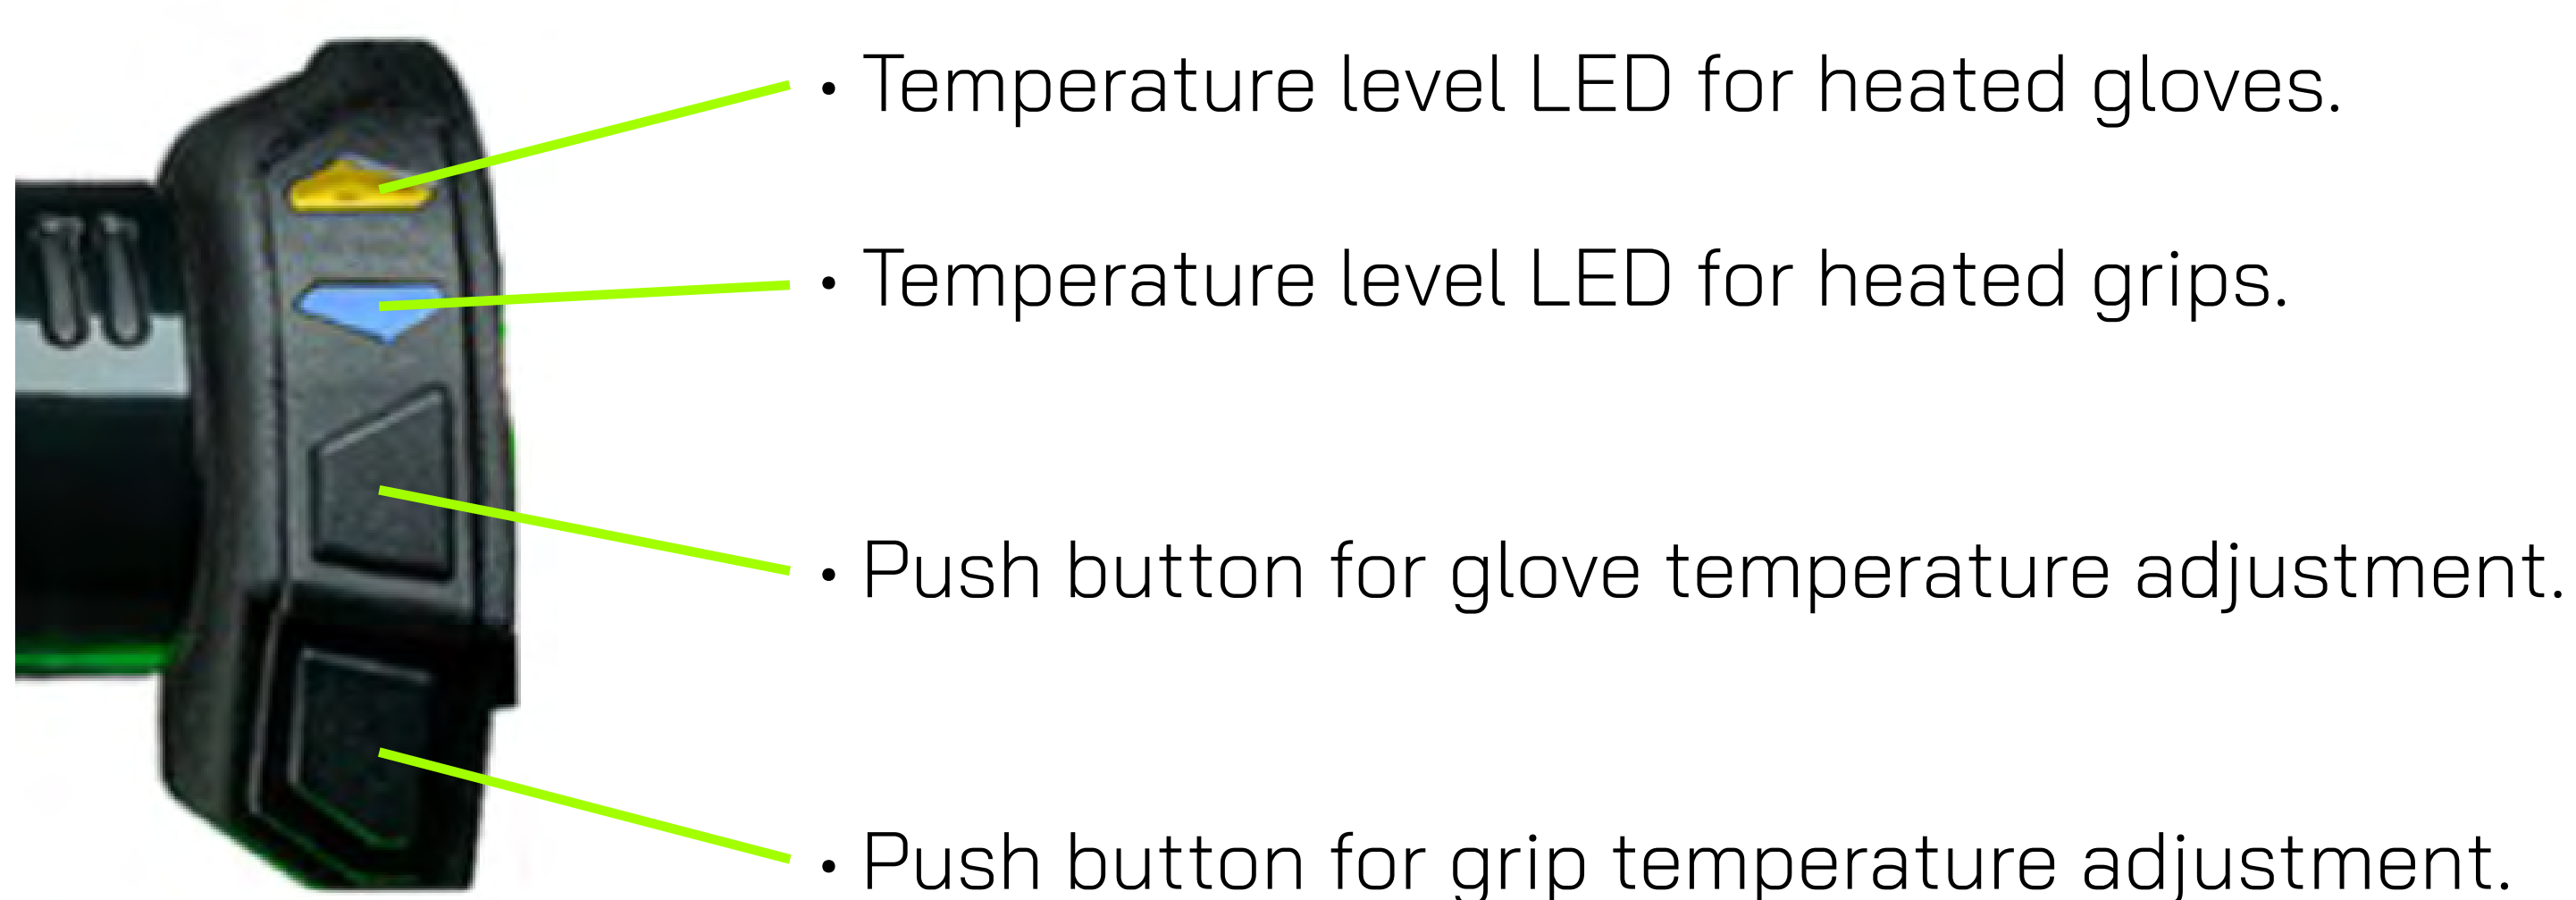 • Temperature level LED for heated gloves.
• Temperature level LED for heated grips.
• Push button for glove temperature adjustment.
• Push button for grip temperature adjustment.